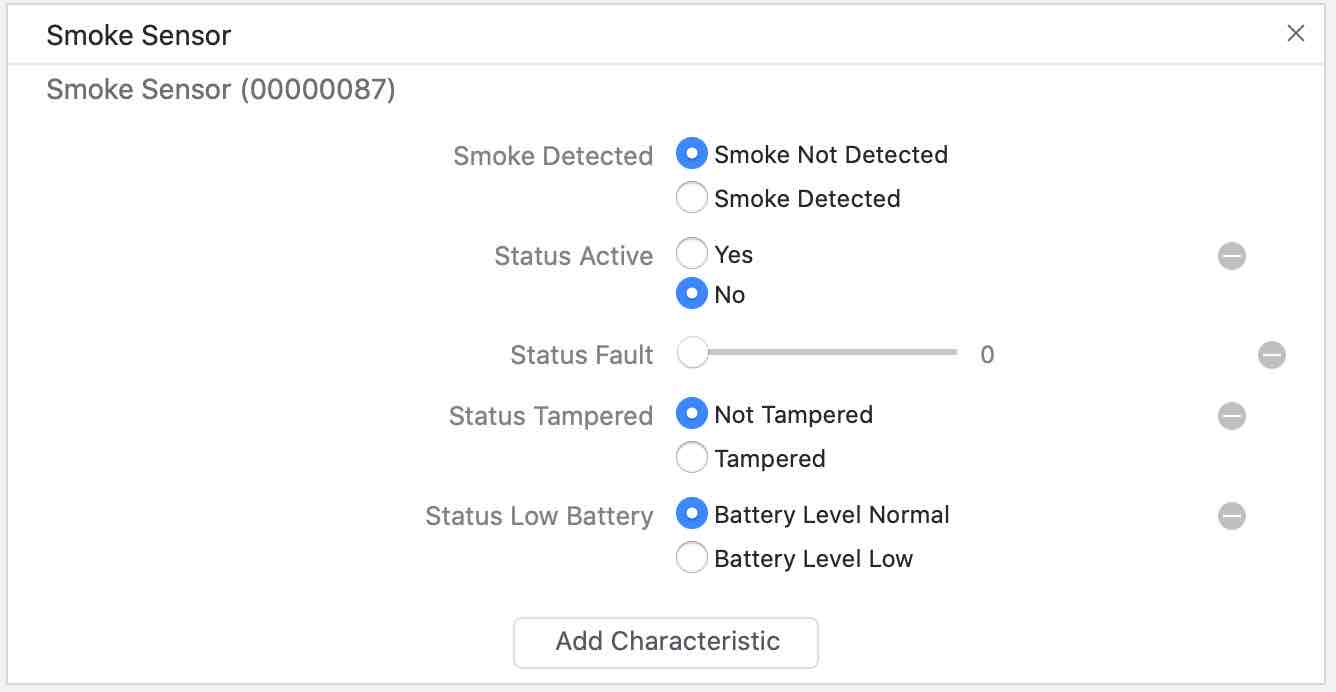 Smoke Sensor
Smoke Sensor (00000087)
Smoke Detected Smoke Not Detected
Smoke Detected
Status Active Yes
No
Status Fault 0
Status Tampered Not Tampered
Tampered
Status Low Battery Battery Level Normal
Battery Level Low
Add Characteristic